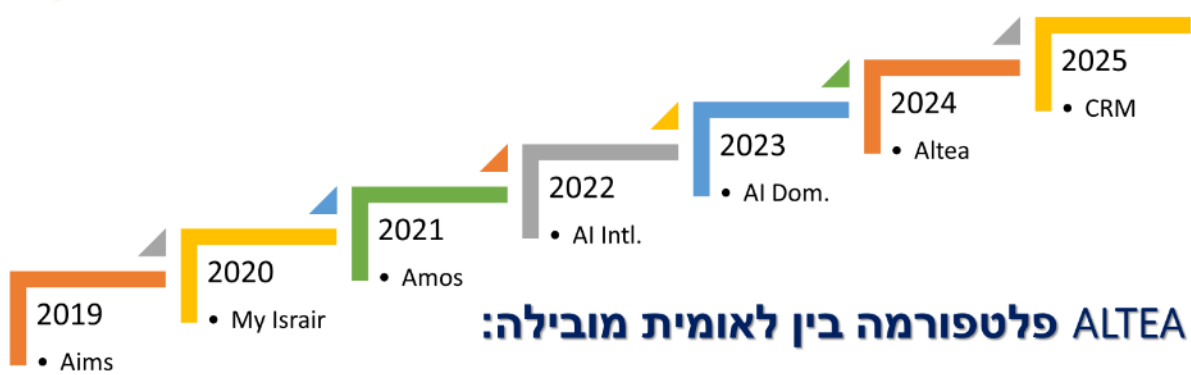 2019
• Aims
2020
• My Israir
2021
• Amos
2022
• AI Intl.
2023
• AI Dom.
2024
• Altea
2025
• CRM
ALTEA פלטפורמה בין לאומית מובילה: